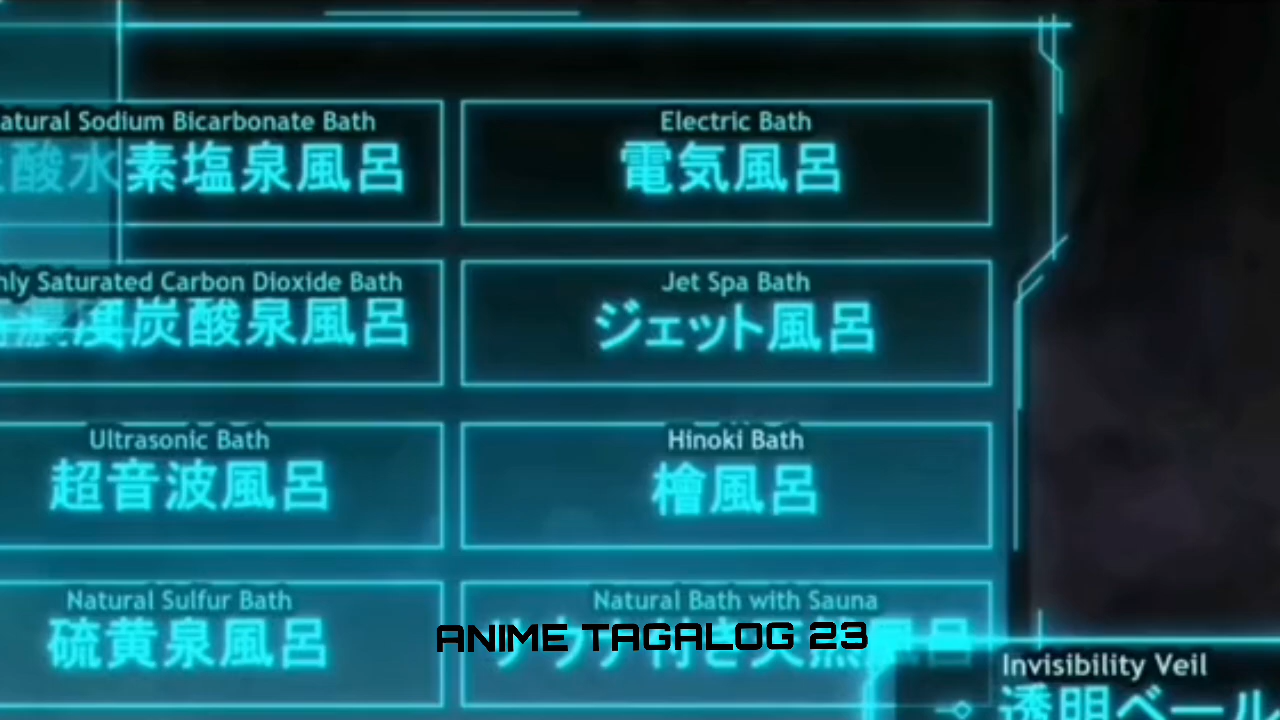 atural Sodium Bicarbonate Bath
酸水素塩泉風呂
Electric Bath
電気風呂
Saturated Carbon Dioxide Bath
炭酸泉風呂
Jet Spa Bath
ジェット風呂
Ultrasonic Bath
超音波風呂
Hinoki Bath
檜風呂
Natural Sulfur Bath
硫黄泉風呂
Natural Bath with Sauna
ANIME TAGALOG 23
Invisibility Veil
透明ベール